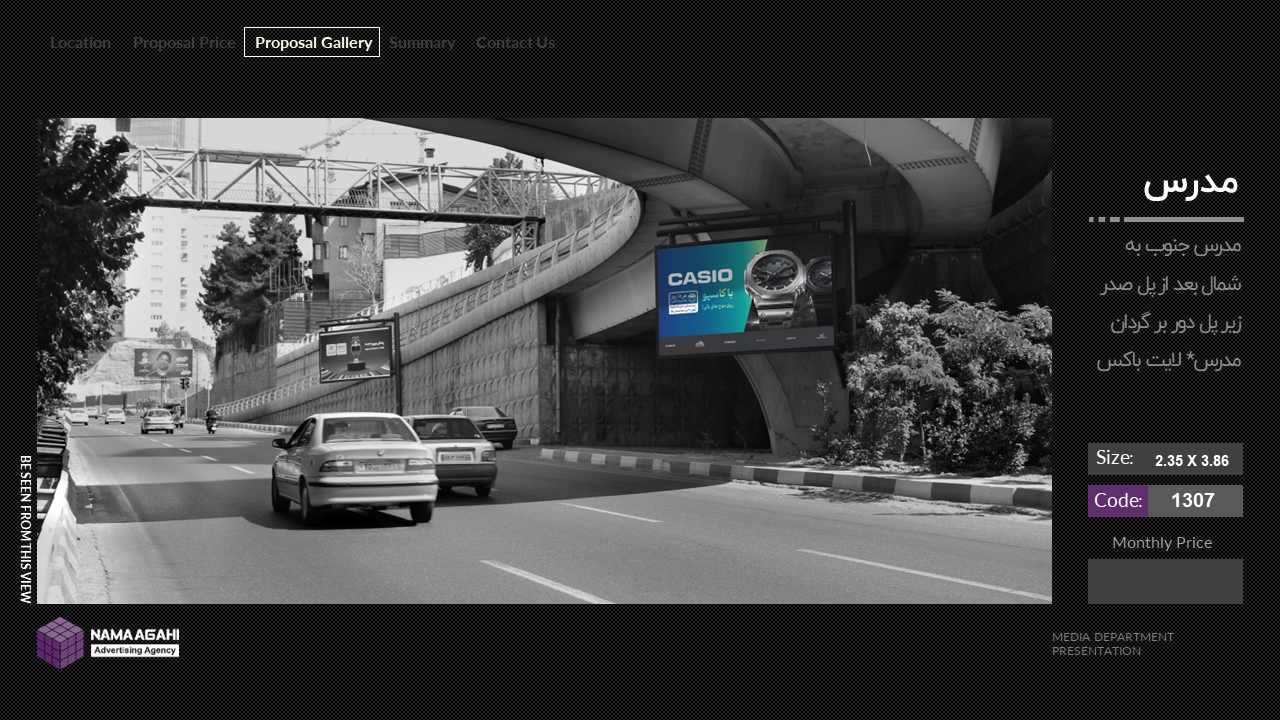 Location
Proposal Price
Proposal Gallery
Summary
Contact Us
CASIO
با کاسیو
مدرس
مدرس جنوب به
شمال بعد از پل صدر
زیر پل دور بر گردان
مدرس* لایت باکس
Size: 2.35 X 3.86
Code: 1307
Monthly Price
BE SEEN FROM THIS VIEW
NAMA AGAHI
Advertising Agency
MEDIA DEPARTMENT
PRESENTATION